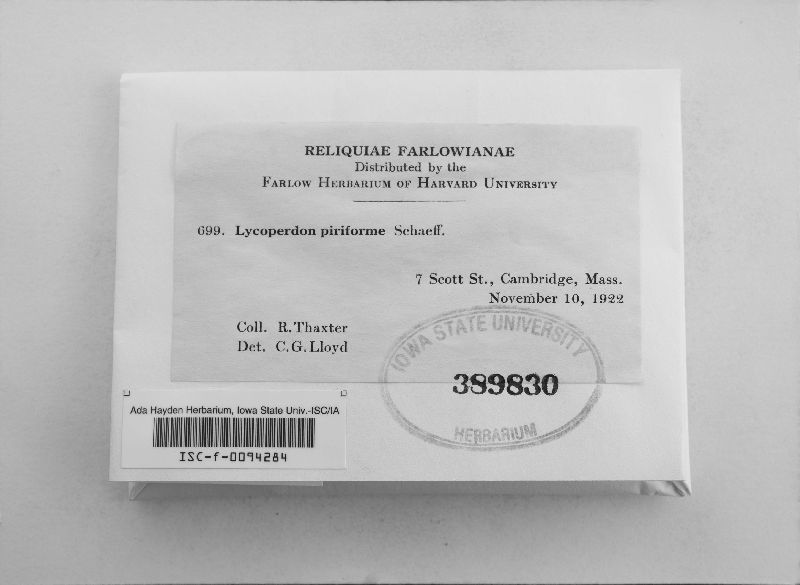 RELIQUIAE FARLOWIANAE
Distributed by the
FARLOW HERBARIUM OF HARVARD UNIVERSITY
699. Lycoperdon piriforme Schaeff.
7 Scott St., Cambridge, Mass.
November 10, 1922
Coll. R. Thaxter
Det. C. G. Lloyd
IOWA STATE UNIVERSITY
389830
HERBARIUM
Ada Hayden Herbarium, Iowa State Univ.-ISC/IA
ISC-f-0094284